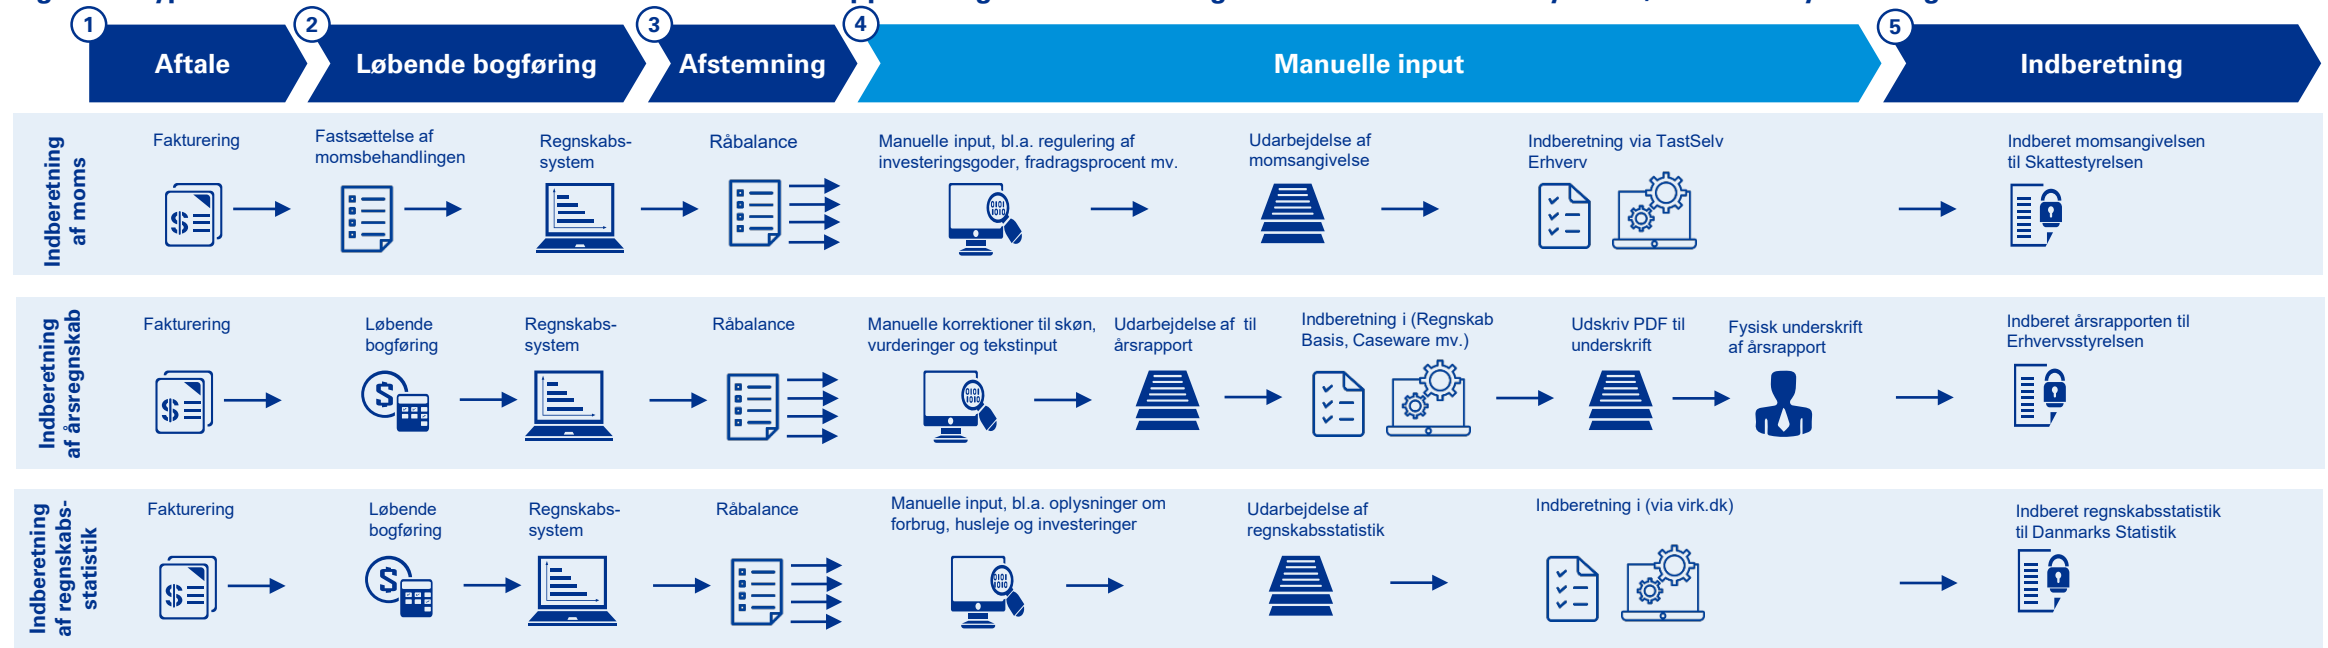 1
2
3
4
5
Aftale
Løbende bogføring
Afstemning
Manuelle input
Indberetning
Indberetning
af moms
Fakturering
Fastsættelse af
momsbehandlingen
Regnskabs-
system
Råbalance
Manuelle input, bl.a. regulering af
investeringsgoder, fradragsprocent mv.
Udarbejdelse af
momsangivelse
Indberetning via TastSelv
Erhverv
Indberet momsangivelsen
til Skattestyrelsen
Indberetning
af årsregnskab
Fakturering
Løbende
bogføring
Regnskabs-
system
Råbalance
Manuelle korrektioner til skøn,
vurderinger og tekstinput
Udarbejdelse af til
årsrapport
Indberetning i (Regnskab
Basis, Caseware mv.)
Udskriv PDF til
underskrift
Fysisk underskrift
af årsrapport
Indberet årsrapporten til
Erhvervsstyrelsen
Indberetning
af regnskabs-
statistik
Fakturering
Løbende
bogføring
Regnskabs-
system
Råbalance
Manuelle input, bl.a. oplysninger om
forbrug, husleje og investeringer
Udarbejdelse af
regnskabsstatistik
Indberetning i (via virk.dk)
Indberet regnskabsstatistik
til Danmarks Statistik